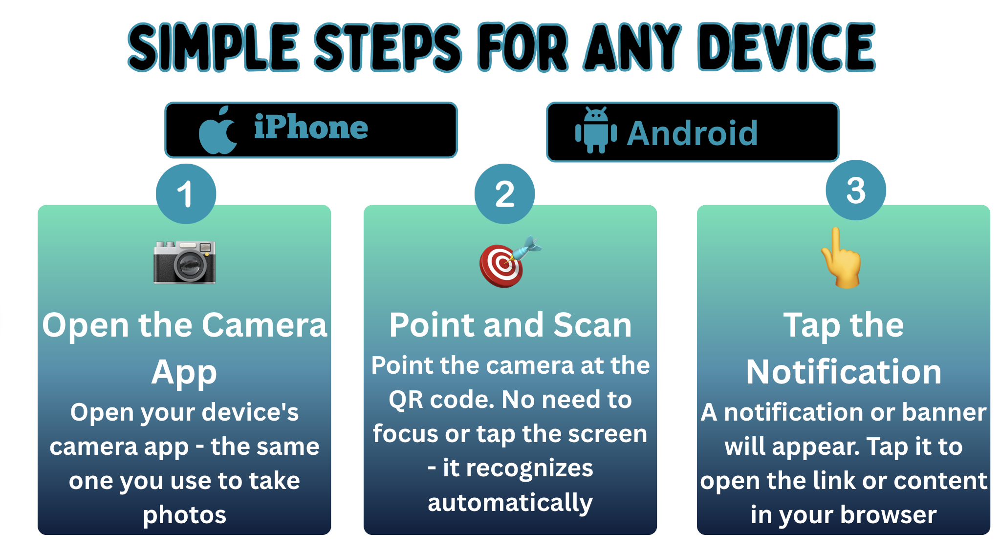 SIMPLE STEPS FOR ANY DEVICE
iPhone
Android
1
Open the Camera
App
Open your device's
camera app - the same
one you use to take
photos
2
Point and Scan
Point the camera at the
QR code. No need to
focus or tap the screen
- it recognizes
automatically
3
Tap the
Notification
A notification or banner
will appear. Tap it to
open the link or content
in your browser